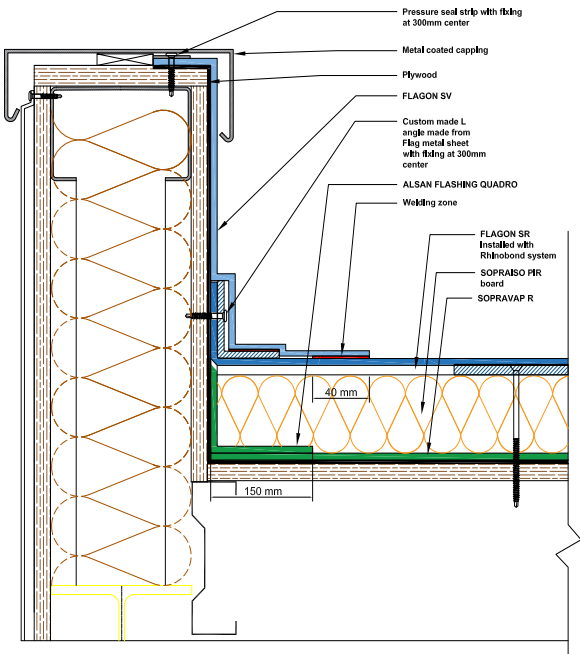 Pressure seal strip with fixing
at 300mm center
Metal coated capping
Plywood
FLAGON SV
Custom made L
angle made from
Flag metal sheet
with fixing at 300mm
center
ALSAN FLASHING QUADRO
Welding zone
FLAGON SR
Installed with
Rhinobond system
SOPRAISO PIR
board
SOPRAVAP R
40 mm
150 mm